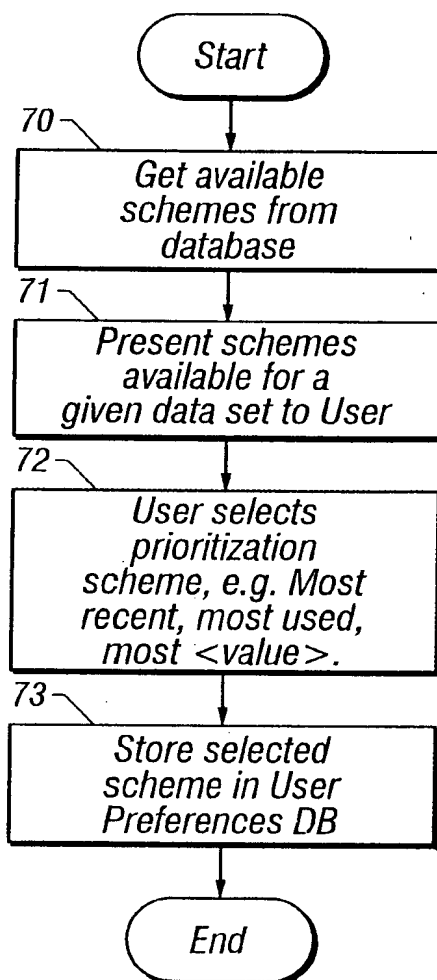 Start
70
Get available
schemes from
database
71
Present schemes
available for a
given data set to User
72
User selects
prioritization
scheme, e.g. Most
recent, most used,
most <value>.
73
Store selected
scheme in User
Preferences DB
End